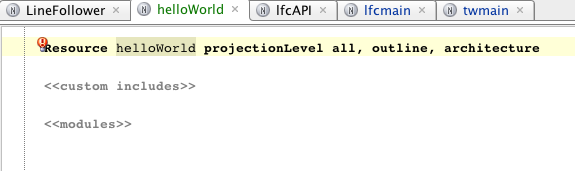 LineFollower helloWorld lfcAPI lfcmain twmain
Resource helloWorld projectionLevel all, outline, architecture
<<custom includes>>
<<modules>>